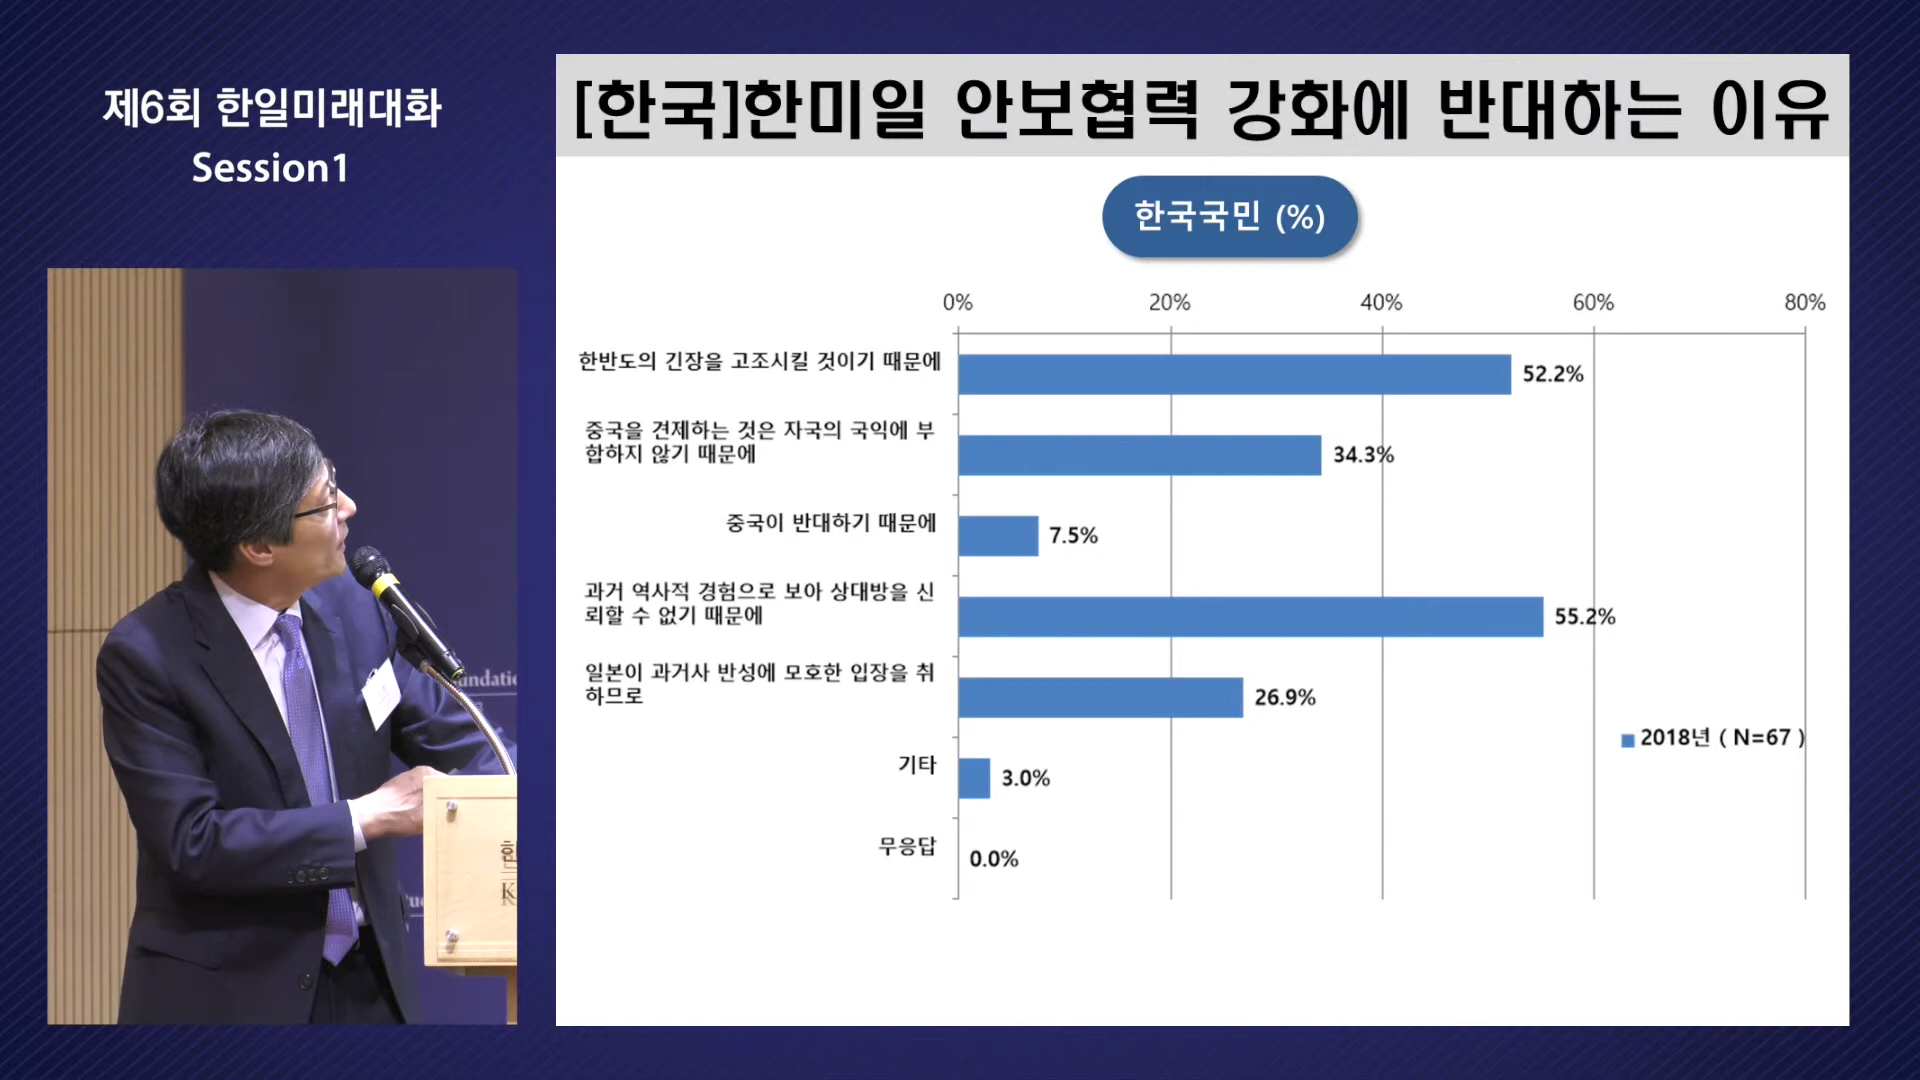 제6회 한일미래대화
Session1
[한국]한미일 안보협력 강화에 반대하는 이유
한국국민 (%)
0% 20% 40% 60% 80%
한반도의 긴장을 고조시킬 것이기 때문에 52.2%
중국을 견제하는 것은 자국의 국익에 부
합하지 않기 때문에 34.3%
중국이 반대하기 때문에 7.5%
과거 역사적 경험으로 보아 상대방을 신
뢰할 수 없기 때문에 55.2%
일본이 과거사 반성에 모호한 입장을 취
하므로 26.9%
2018년 ( N=67 )
기타 3.0%
무응답 0.0%